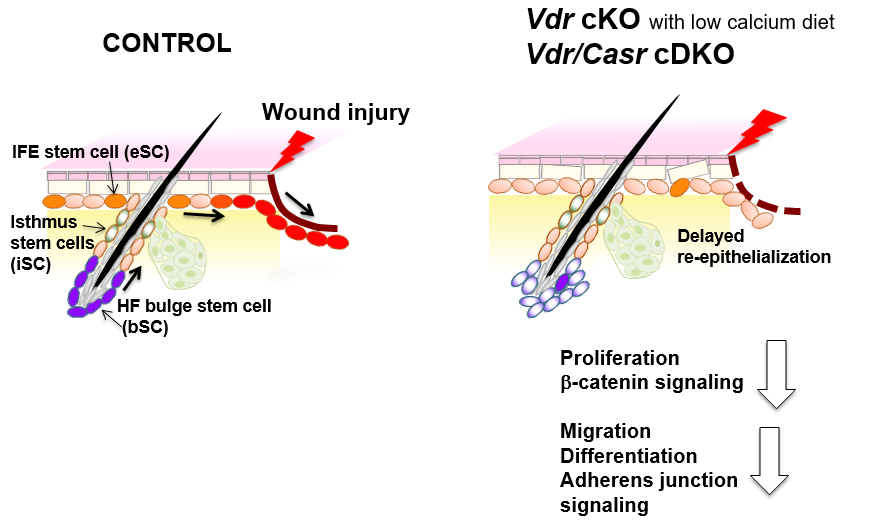 CONTROL
Vdr cKO with low calcium diet
Vdr/Casr cDKO
Wound injury
IFE stem cell (eSC)
Isthmus
stem cells
(iSC)
HF bulge stem cell
(bSC)
Delayed
re-epithelialization
Proliferation
β-catenin signaling
Migration
Differentiation
Adherens junction
signaling